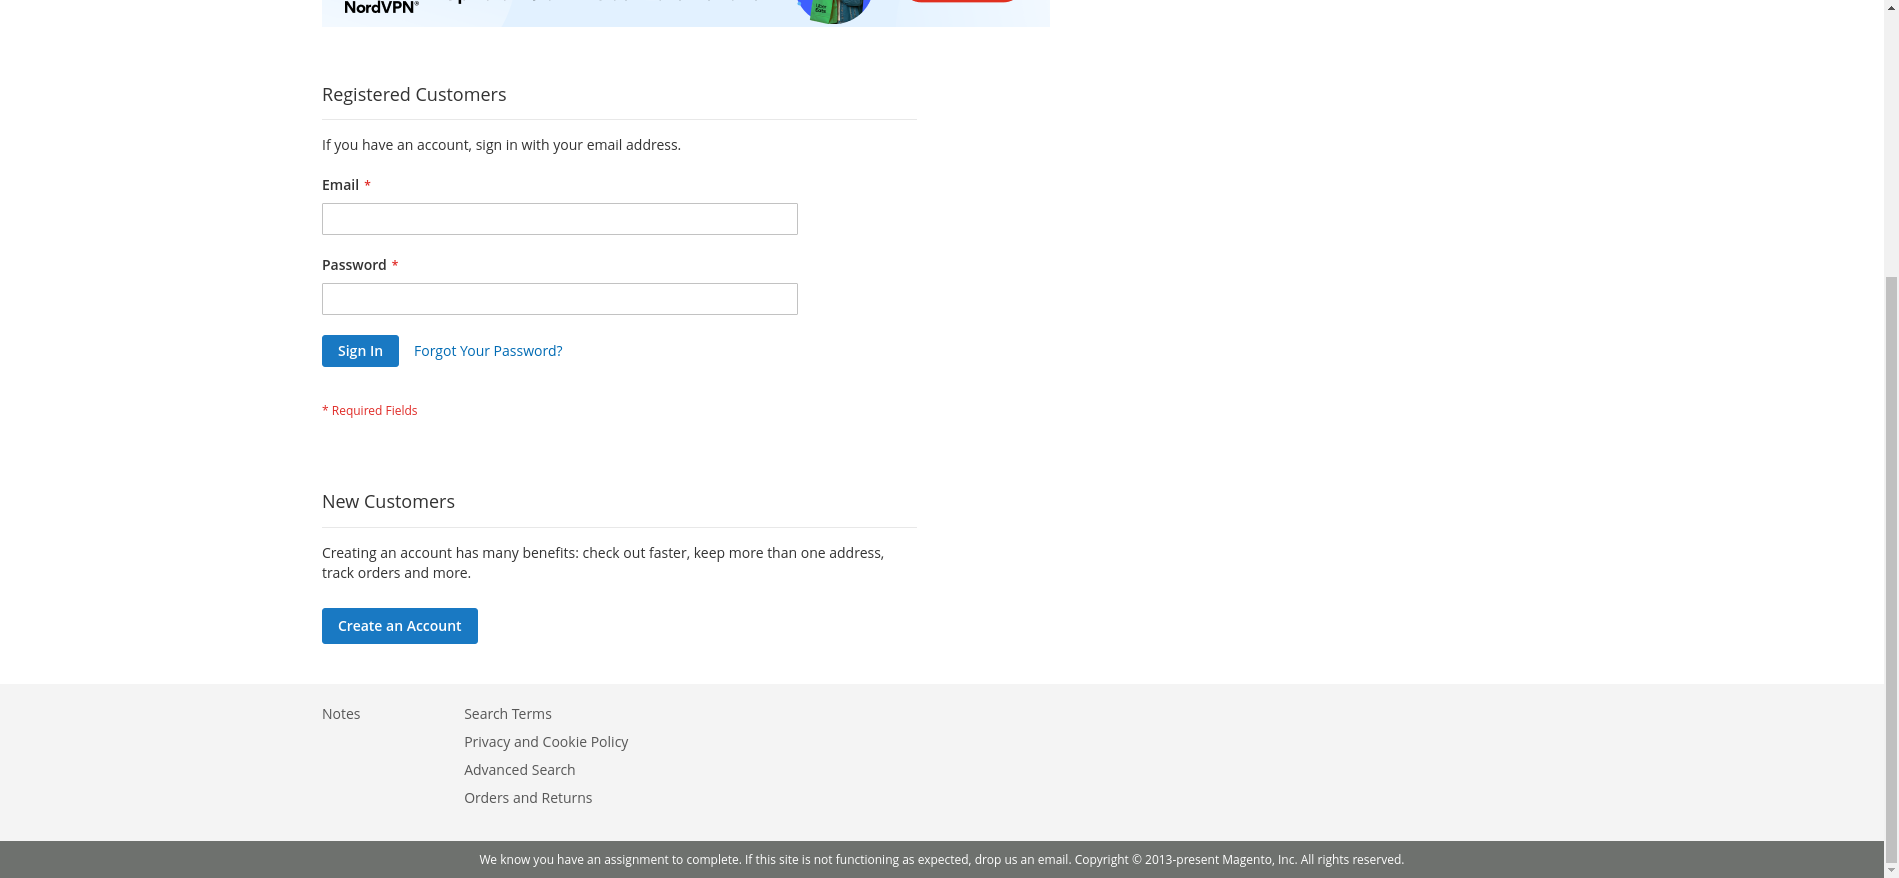 NordVPN®
Registered Customers
If you have an account, sign in with your email address.
Email *
Password *
Sign In
Forgot Your Password?
* Required Fields
New Customers
Creating an account has many benefits: check out faster, keep more than one address,
track orders and more.
Create an Account
Notes
Search Terms
Privacy and Cookie Policy
Advanced Search
Orders and Returns
We know you have an assignment to complete. If this site is not functioning as expected, drop us an email. Copyright © 2013-present Magento, Inc. All rights reserved.